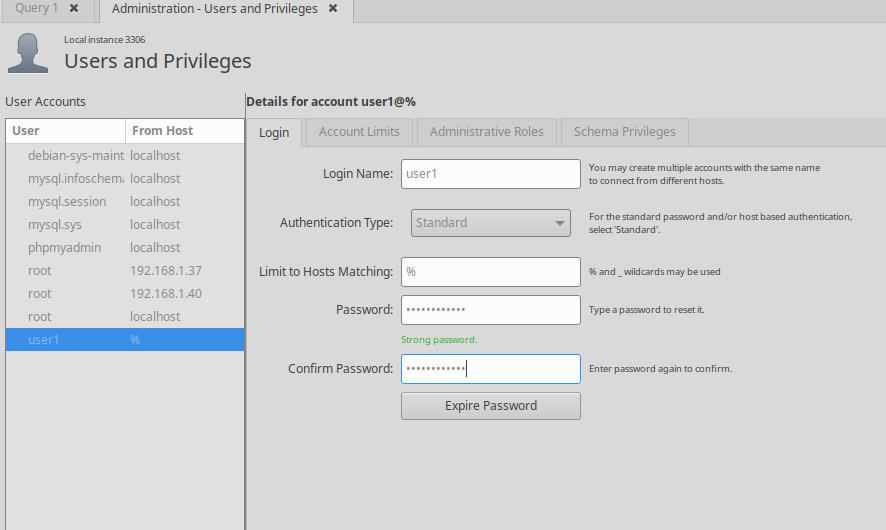 Query 1 ✖ Administration - Users and Privileges ✖
Local instance 3306
Users and Privileges
User Accounts
User From Host
debian-sys-maint localhost
mysql.infoschema localhost
mysql.session localhost
mysql.sys localhost
phpmyadmin localhost
root 192.168.1.37
root 192.168.1.40
root localhost
user1 %
Details for account user1@%
Login Account Limits Administrative Roles Schema Privileges
Login Name: user1 You may create multiple accounts with the same name
to connect from different hosts.
Authentication Type: Standard For the standard password and/or host based authentication,
select 'Standard'.
Limit to Hosts Matching: % % and _ wildcards may be used
Password: •••••••••••• Type a password to reset it.
Strong password.
Confirm Password: •••••••••••• Enter password again to confirm.
Expire Password